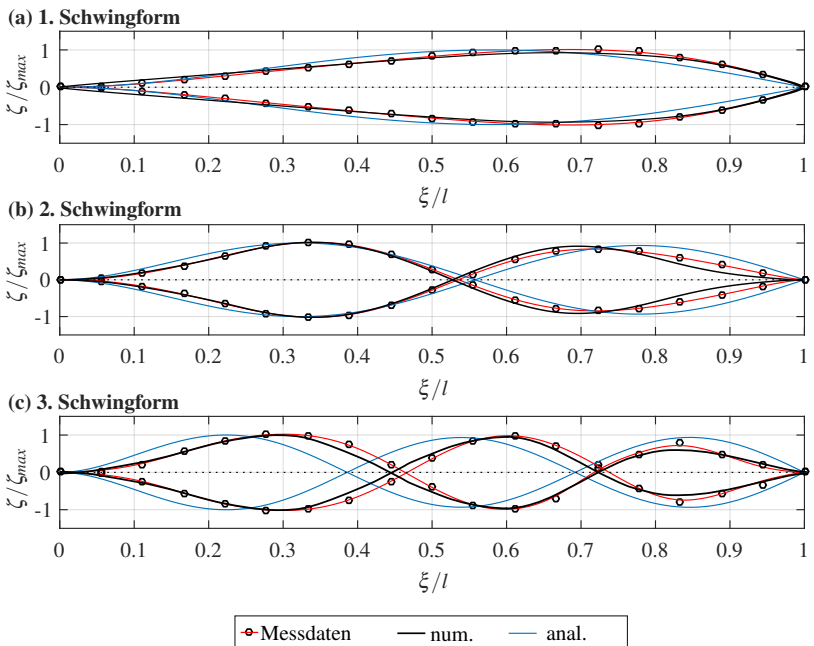 (a) 1. Schwingform
ζ/ζmax
1
0
-1
0 0.1 0.2 0.3 0.4 0.5 0.6 0.7 0.8 0.9 1
ξ/l
(b) 2. Schwingform
ζ/ζmax
1
0
-1
0 0.1 0.2 0.3 0.4 0.5 0.6 0.7 0.8 0.9 1
ξ/l
(c) 3. Schwingform
ζ/ζmax
1
0
-1
0 0.1 0.2 0.3 0.4 0.5 0.6 0.7 0.8 0.9 1
ξ/l
Messdaten num. anal.